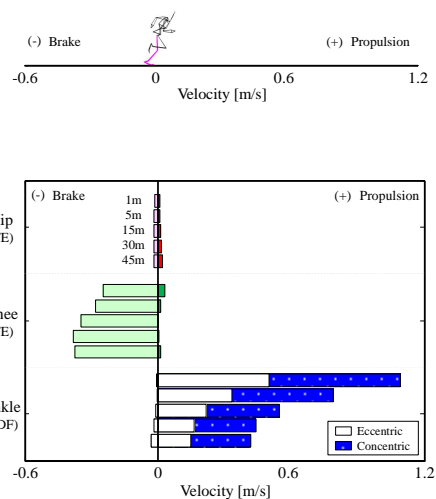 (-) Brake (+) Propulsion
-0.6 0 0.6 1.2
Velocity [m/s]
(-) Brake (+) Propulsion
1m
5m
15m
30m
45m
Eccentric
Concentric
-0.6 0 0.6 1.2
Velocity [m/s]